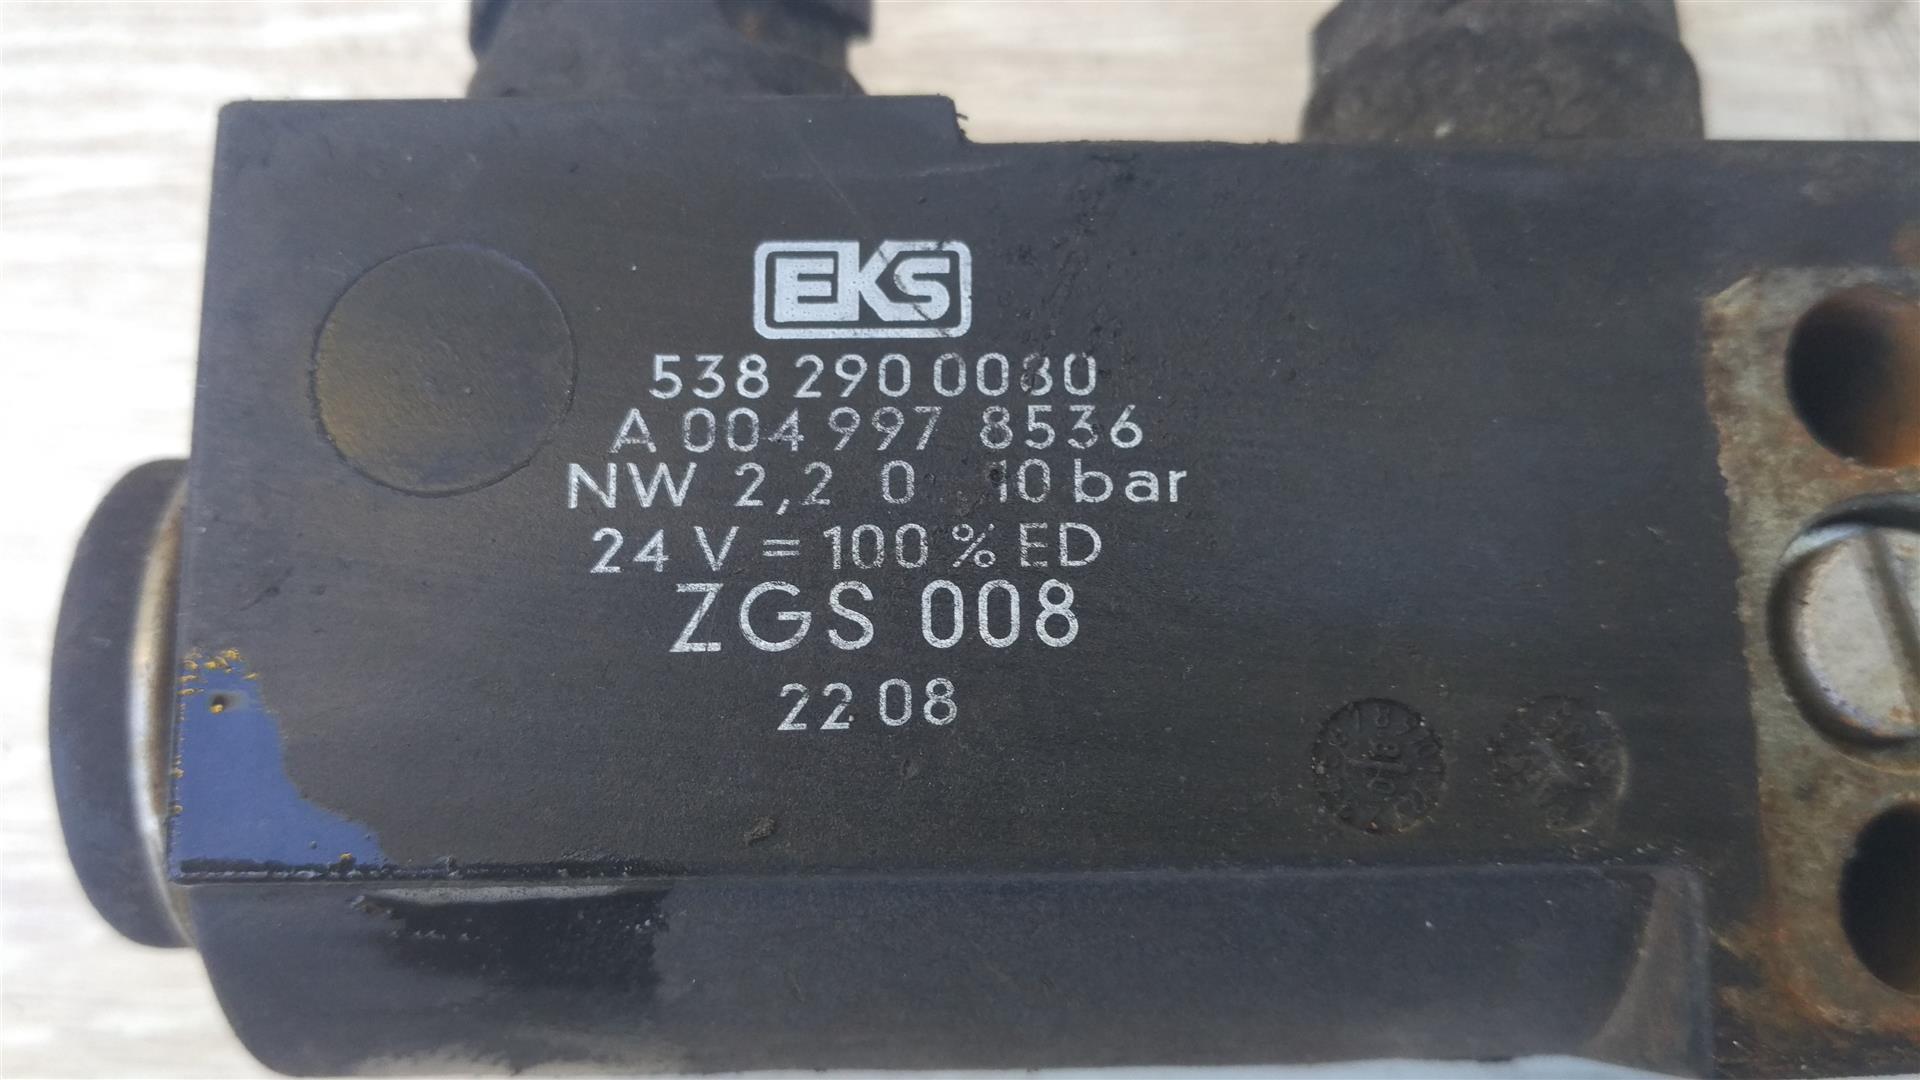 EKS
538 290 0080
A 004 997 8536
NW 2,2 0...10 bar
24 V = 100 % ED
ZGS 008
22 08